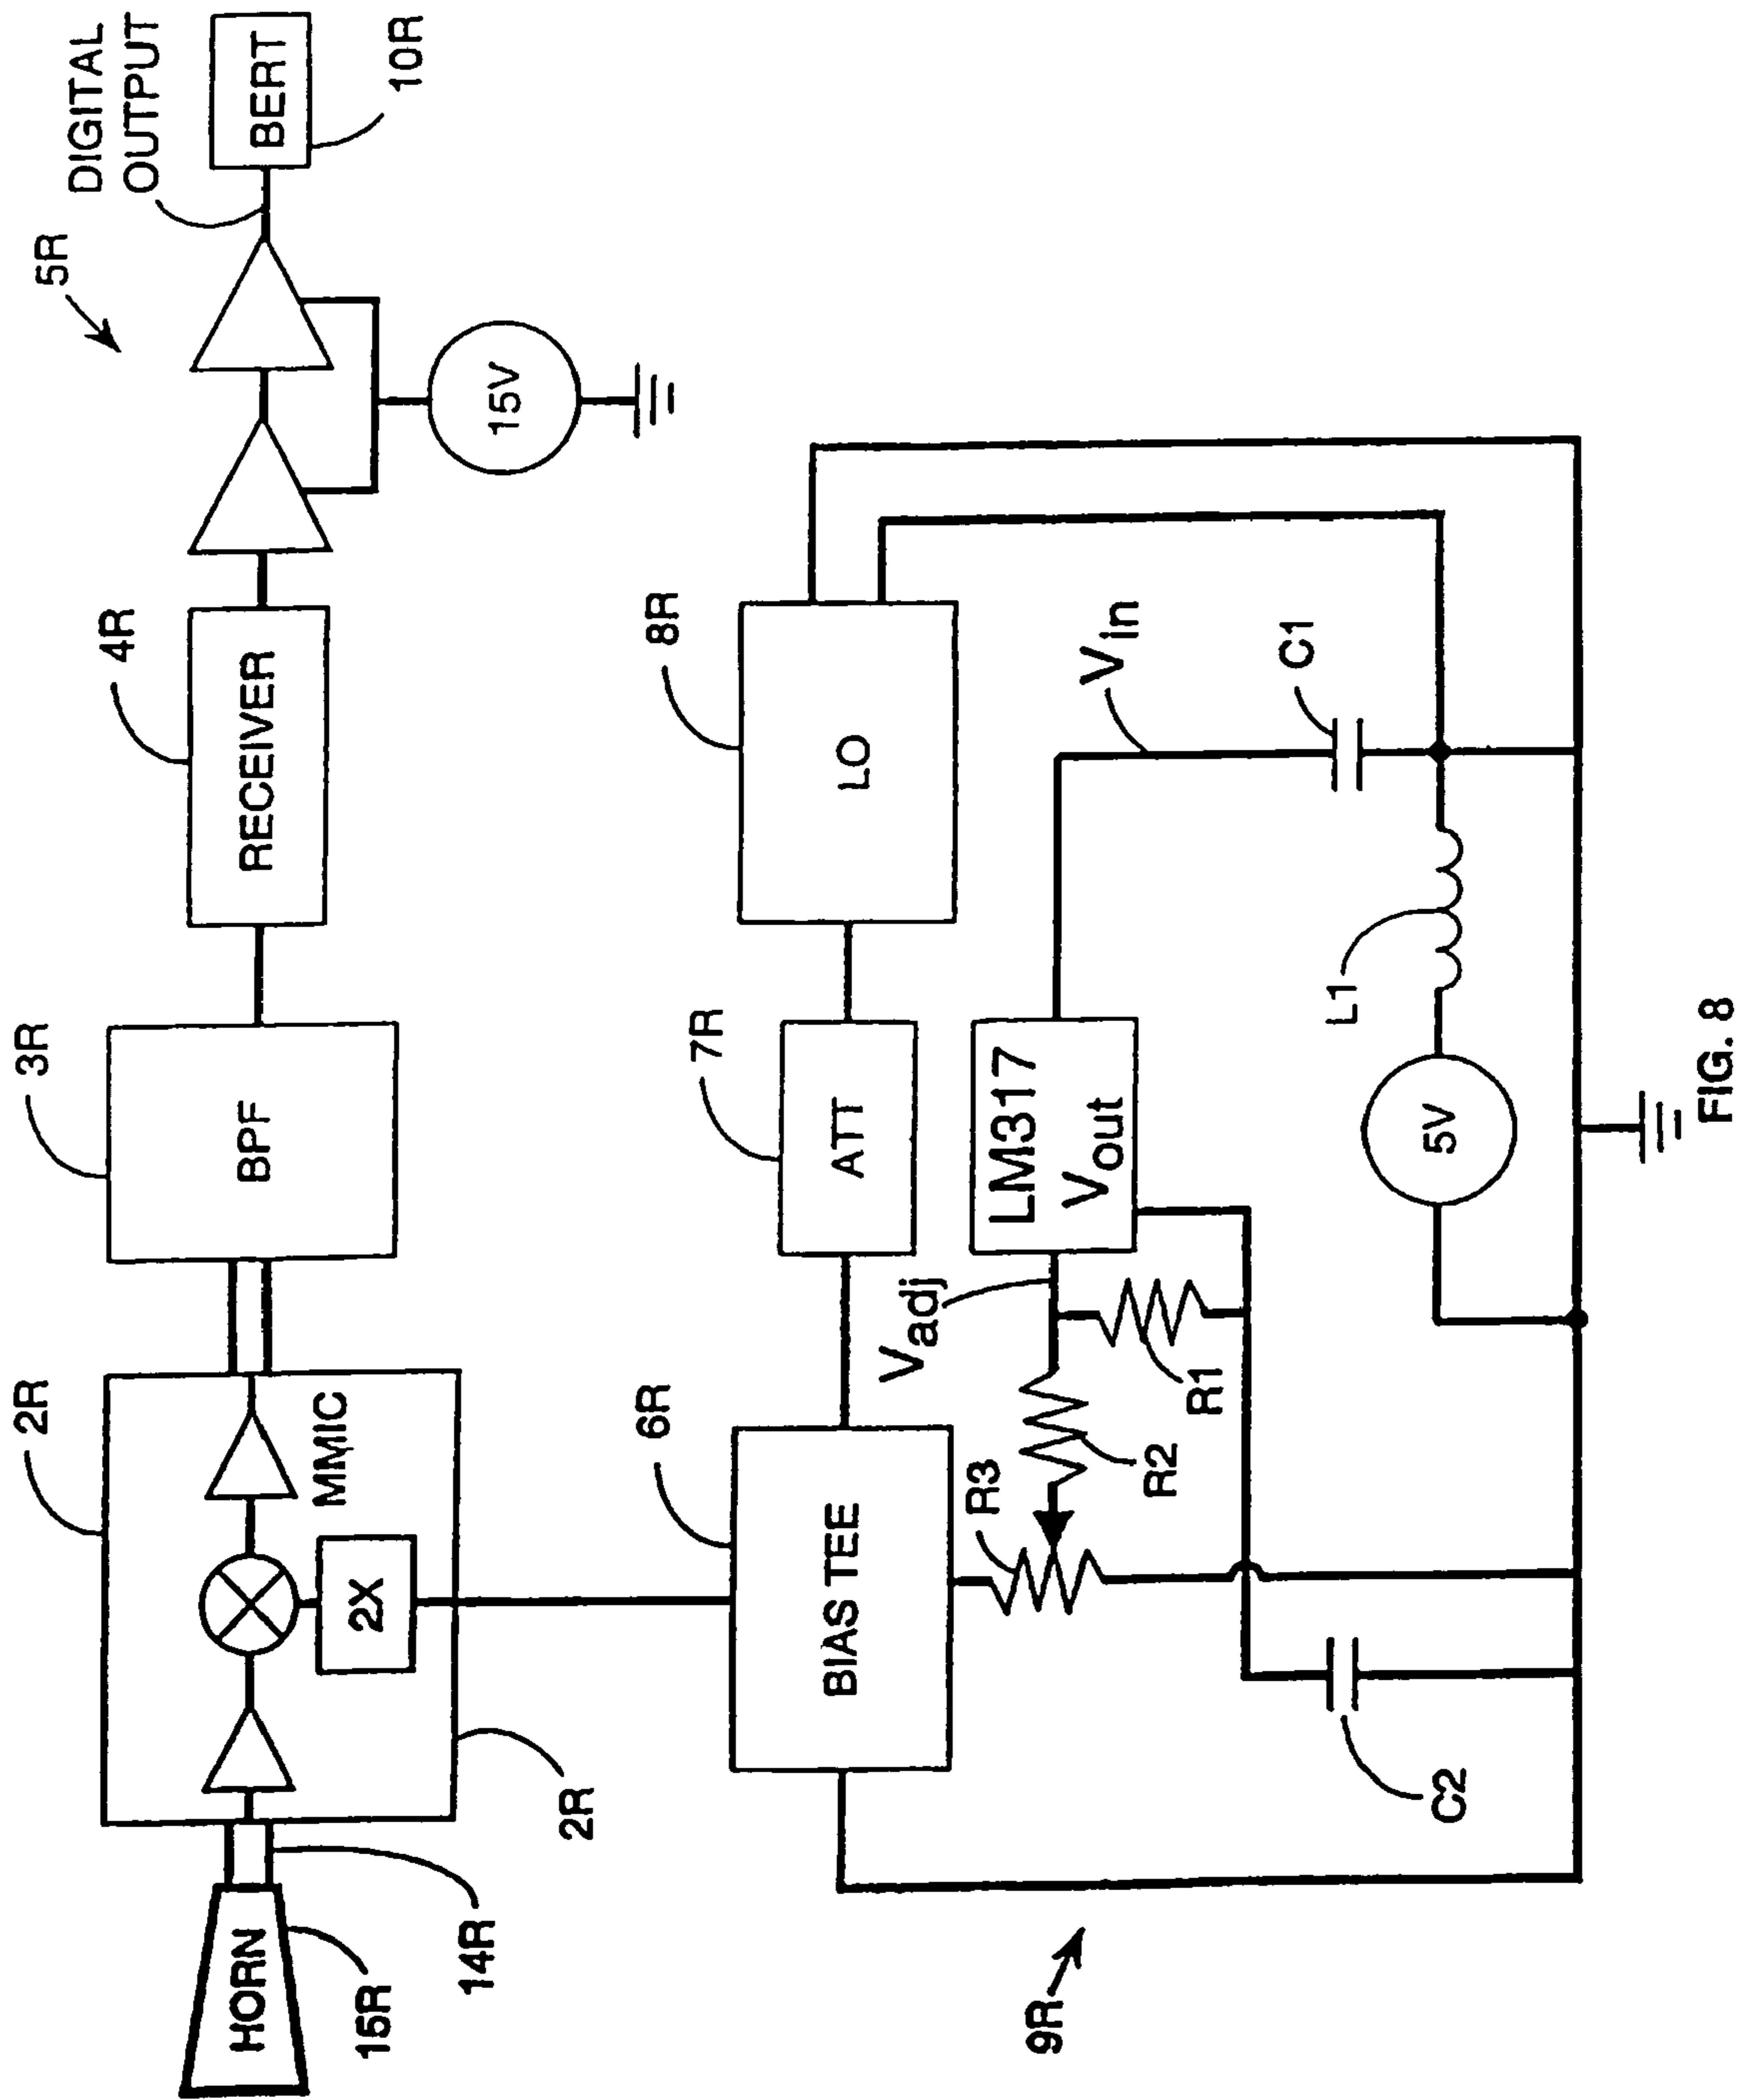 2R
3R
4R
5R
DIGITAL
OUTPUT
HORN
BPF
RECEIVER
BERT
2X
MMIC
15R
14R
2R
10R
15V
6R
7R
8R
BIAS TEE
ATT
LO
Vadj
R3
LM317
Vout
Vin
9R
R2
R1
C1
L1
C2
5V
FIG. 8